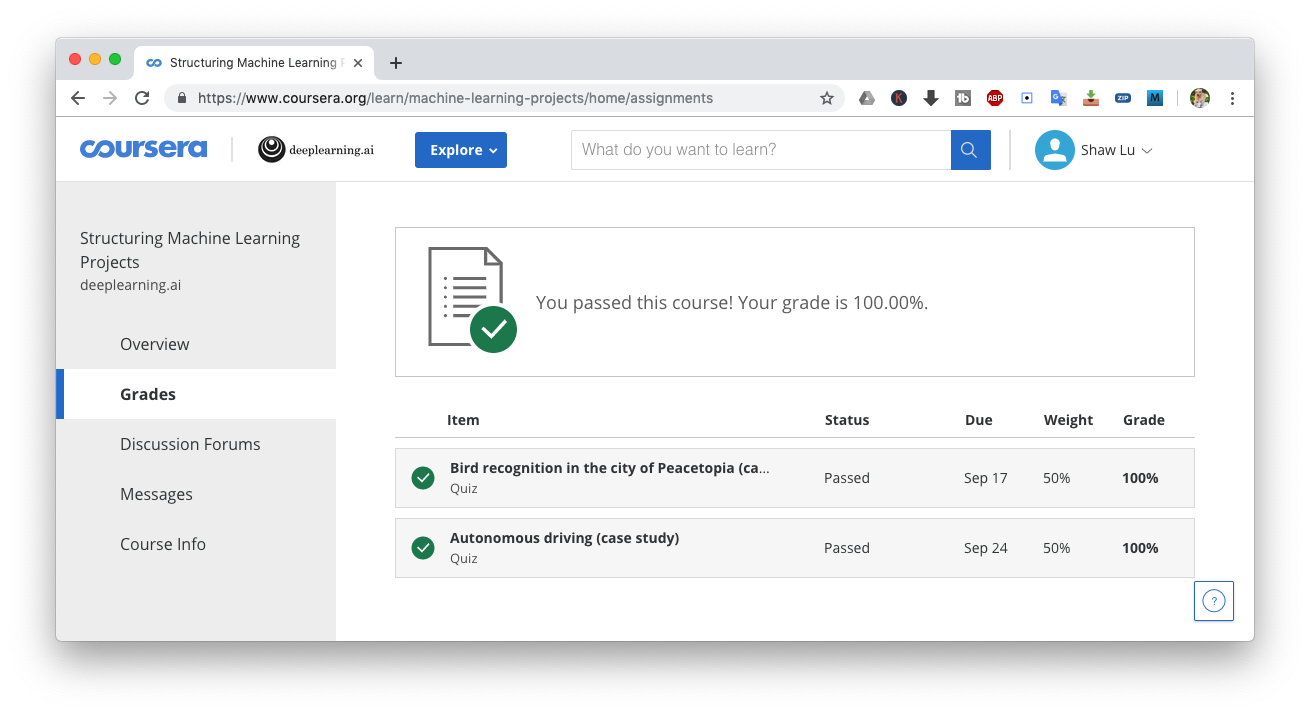 Structuring Machine Learning P
https://www.coursera.org/learn/machine-learning-projects/home/assignments
K
1b
ABP
G
ZIP
M
coursera
deeplearning.ai
Explore
What do you want to learn?
Shaw Lu
Structuring Machine Learning
Projects
deeplearning.ai
Overview
Grades
Discussion Forums
Messages
Course Info
You passed this course! Your grade is 100.00%.
Item Status Due Weight Grade
Bird recognition in the city of Peacetopia (ca...
Quiz
Passed Sep 17 50% 100%
Autonomous driving (case study)
Quiz
Passed Sep 24 50% 100%
?